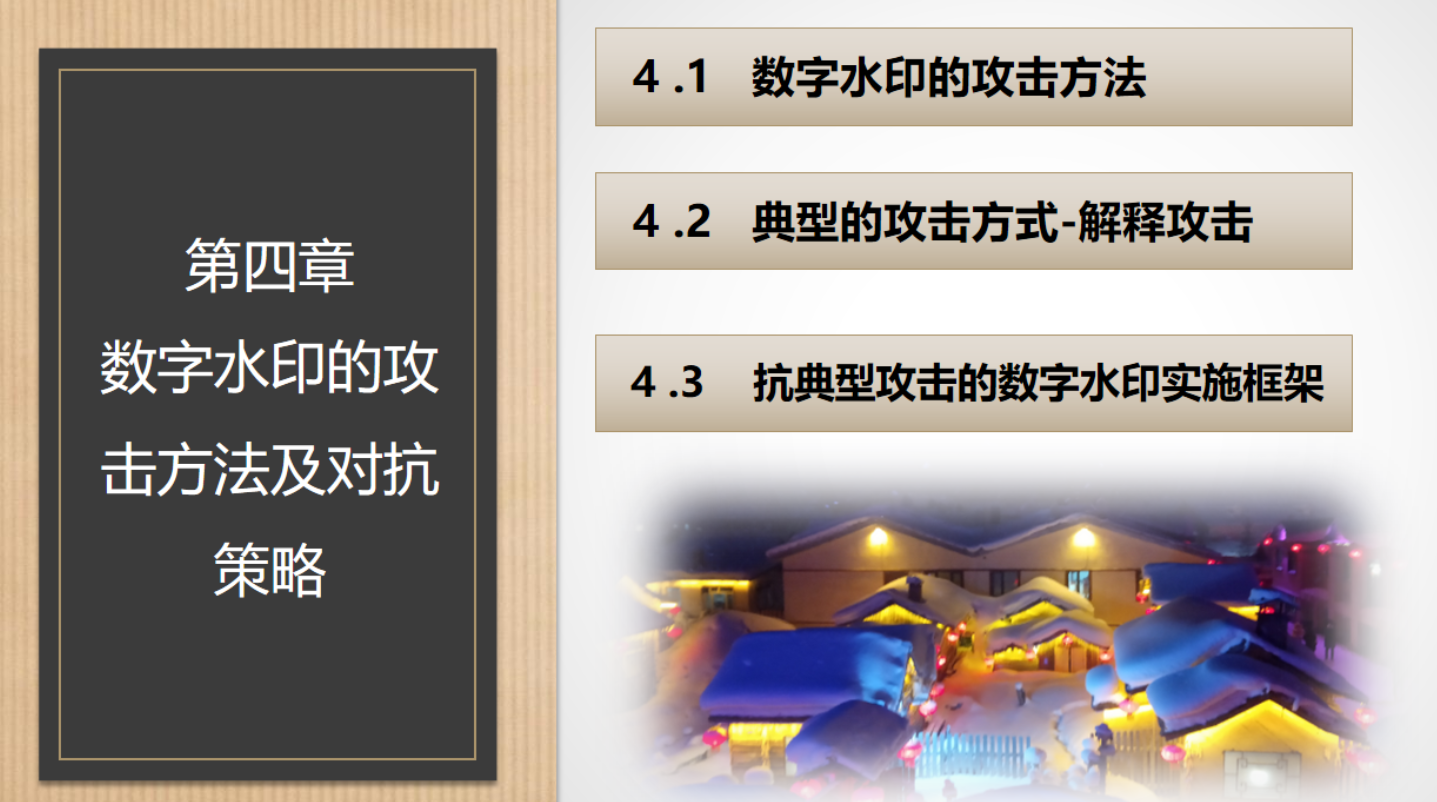 第四章
数字水印的攻
击方法及对抗
策略
4 .1 数字水印的攻击方法
4 .2 典型的攻击方式-解释攻击
4 .3 抗典型攻击的数字水印实施框架